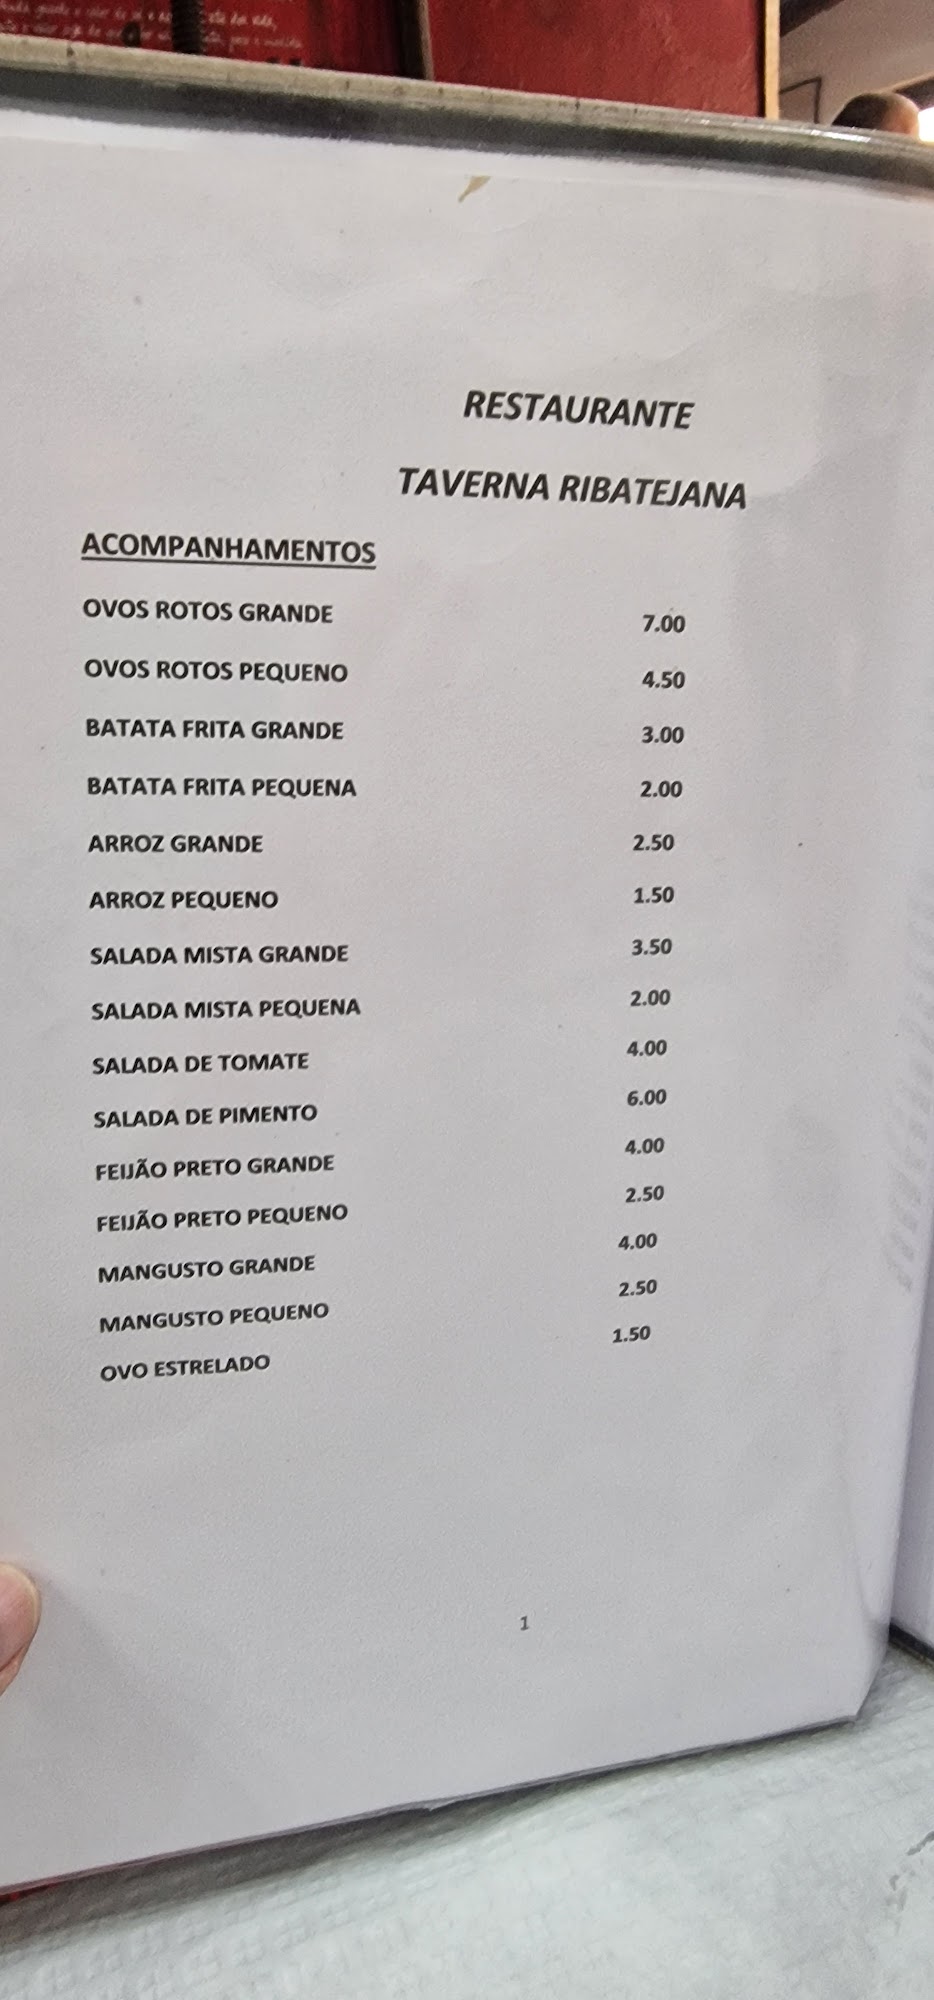 RESTAURANTE
TAVERNA RIBATEJANA
ACOMPANHAMENTOS
OVOS ROTOS GRANDE 7.00
OVOS ROTOS PEQUENO 4.50
BATATA FRITA GRANDE 3.00
BATATA FRITA PEQUENA 2.00
ARROZ GRANDE 2.50
ARROZ PEQUENO 1.50
SALADA MISTA GRANDE 3.50
SALADA MISTA PEQUENA 2.00
SALADA DE TOMATE 4.00
SALADA DE PIMENTO 6.00
FEIJÃO PRETO GRANDE 4.00
FEIJÃO PRETO PEQUENO 2.50
MANGUSTO GRANDE 4.00
MANGUSTO PEQUENO 2.50
OVO ESTRELADO 1.50
1